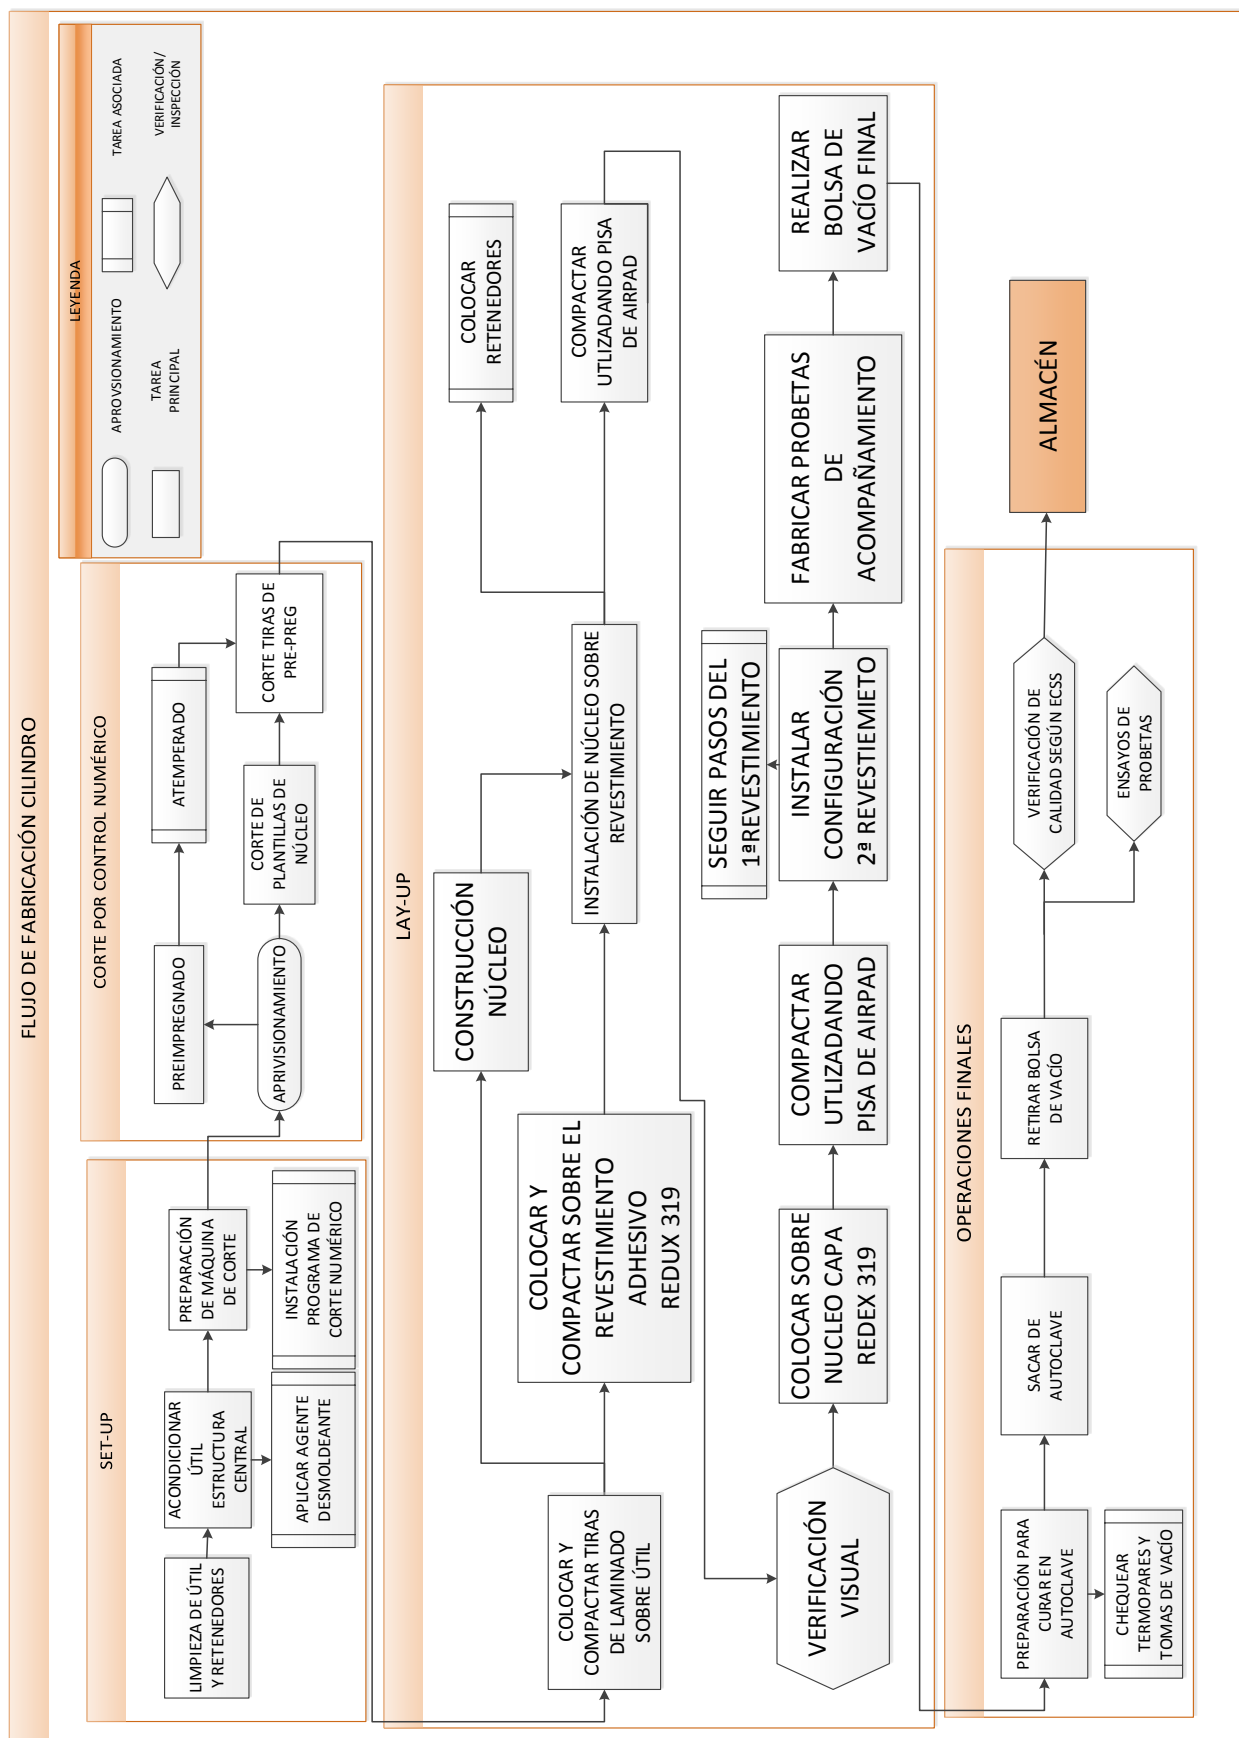 FLUJO DE FABRICACIÓN CILINDRO
LEYENDA
APROVSIONAMIENTO
TAREA ASOCIADA
TAREA
PRINCIPAL
VERIFICACIÓN/
INSPECCIÓN
SET-UP
LIMPIEZA DE ÚTIL
Y RETENEDORES
ACONDICIONAR
ÚTIL
ESTRUCTURA
CENTRAL
APLICAR AGENTE
DESMOLDEANTE
PREPARACIÓN
DE MÁQUINA
DE CORTE
INSTALACIÓN
PROGRAMA DE
CORTE NUMÉRICO
CORTE POR CONTROL NUMÉRICO
PREIMPREGNADO
ATEMPERADO
APRIVISIONAMIENTO
CORTE DE
PLANTILLAS DE
NÚCLEO
CORTE TIRAS DE
PRE-PREG
LAY-UP
COLOCAR Y
COMPACTAR TIRAS
DE LAMINADO
SOBRE ÚTIL
COLOCAR Y
COMPACTAR SOBRE EL
REVESTIMIENTO
ADHESIVO
REDUX 319
CONSTRUCCIÓN
NÚCLEO
INSTALACIÓN DE NÚCLEO SOBRE
REVESTIMIENTO
COLOCAR
RETENEDORES
COMPACTAR
UTLIZADANDO PISA
DE AIRPAD
VERIFICACIÓN
VISUAL
COLOCAR SOBRE
NUCLEO CAPA
REDEX 319
COMPACTAR
UTLIZADANDO
PISA DE AIRPAD
SEGUIR PASOS DEL
1ªREVESTIMIENTO
INSTALAR
CONFIGURACIÓN
2ª REVESTIEMIETO
FABRICAR PROBETAS
DE
ACOMPAÑAMIENTO
REALIZAR
BOLSA DE
VACÍO FINAL
OPERACIONES FINALES
PREPARACIÓN PARA
CURAR EN
AUTOCLAVE
CHEQUEAR
TERMOPARES Y
TOMAS DE VACÍO
SACAR DE
AUTOCLAVE
RETIRAR BOLSA
DE VACÍO
VERIFICACIÓN DE
CALIDAD SEGÚN ECSS
ENSAYOS DE
PROBETAS
ALMACÉN